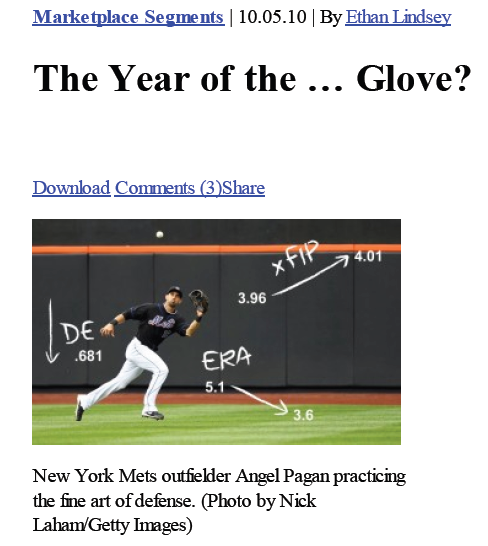 Marketplace Segments | 10.05.10 | By Ethan Lindsey
The Year of the … Glove?
Download Comments (3)Share
xFIP
4.01
3.96
DE
.681
Mets
ERA
5.1
3.6
New York Mets outfielder Angel Pagan practicing
the fine art of defense. (Photo by Nick
Laham/Getty Images)